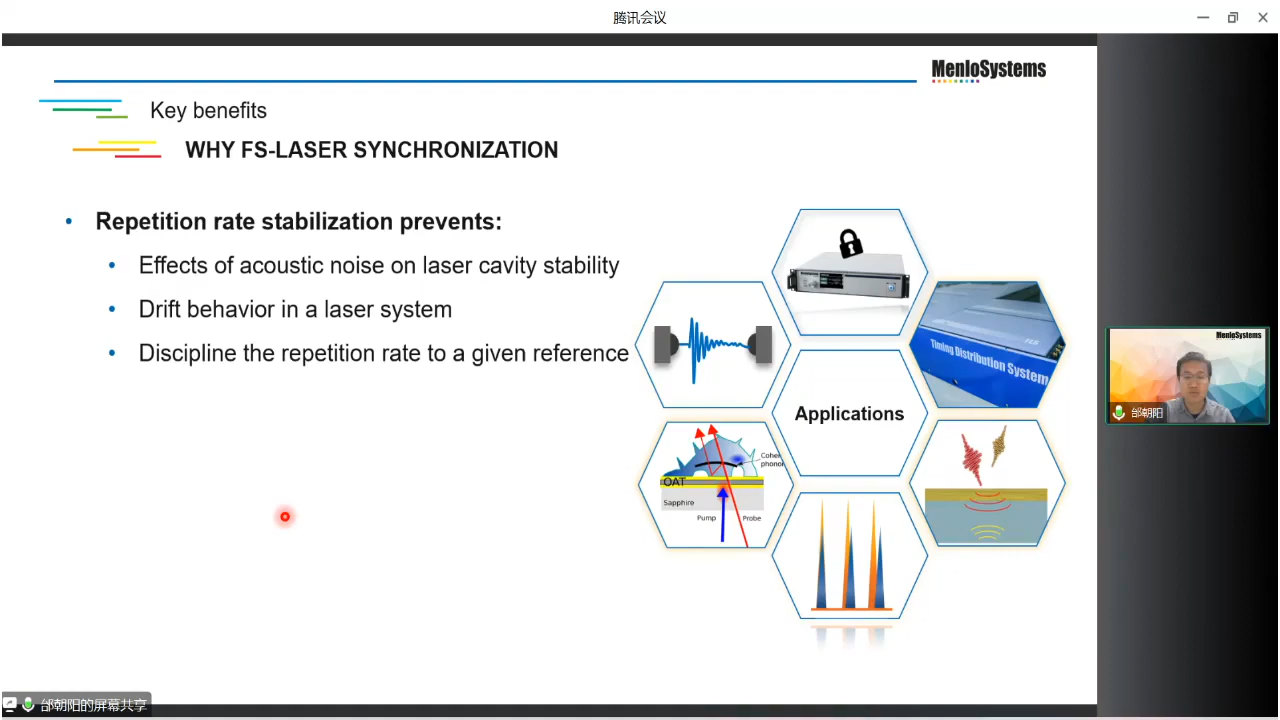 腾讯会议
MenloSystems
Key benefits
WHY FS-LASER SYNCHRONIZATION
• Repetition rate stabilization prevents:
• Effects of acoustic noise on laser cavity stability
• Drift behavior in a laser system
• Discipline the repetition rate to a given reference
Timing Distribution System
Applications
OAT
Sapphire
Pump
Probe
MenloSystems
邰朝阳
邰朝阳的屏幕共享